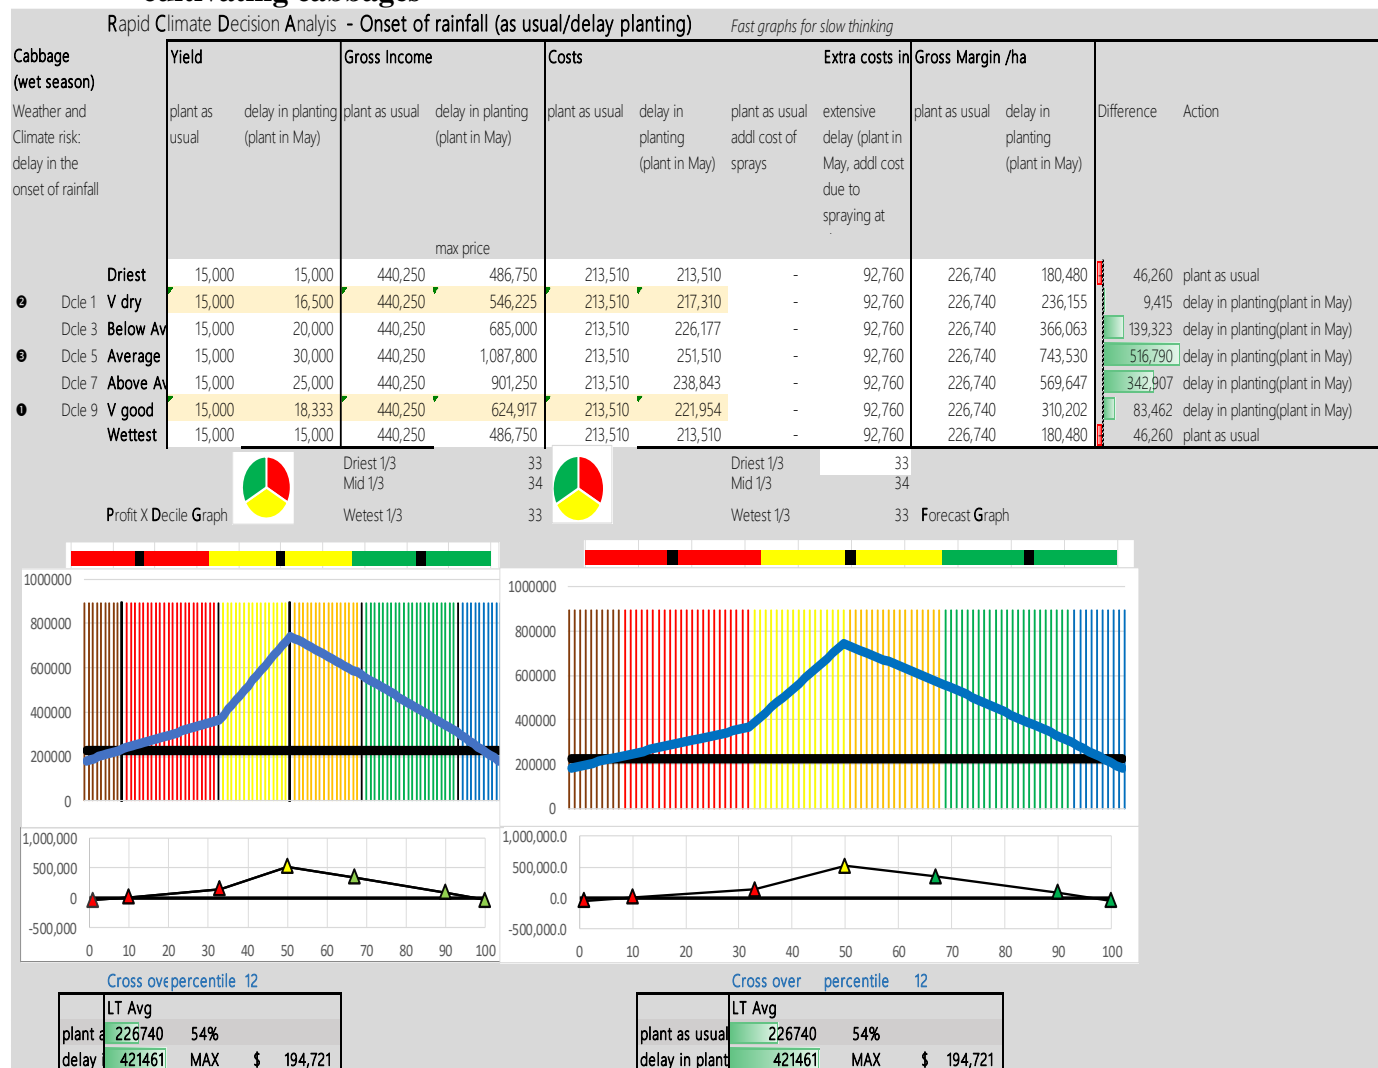 cultivating cabbages
Rapid Climate Decision Analyis - Onset of rainfall (as usual/delay planting) Fast graphs for slow thinking
Cabbage Yield Gross Income Costs Extra costs in Gross Margin /ha
(wet season)
Weather and plant as delay in planting plant as usual delay in planting plant as usual delay in plant as usual extensive plant as usual delay in Difference Action
Climate risk: usual (plant in May) (plant in May) planting addl cost of delay (plant in planting
delay in the (plant in May) sprays May, addl cost (plant in May)
onset of rainfall due to
spraying at
max price
Driest 15,000 15,000 440,250 486,750 213,510 213,510 - 92,760 226,740 180,480 46,260 plant as usual
❷ Dcle 1 V dry 15,000 16,500 440,250 546,225 213,510 217,310 - 92,760 226,740 236,155 9,415 delay in planting(plant in May)
Dcle 3 Below Av 15,000 20,000 440,250 685,000 213,510 226,177 - 92,760 226,740 366,063 139,323 delay in planting(plant in May)
❸ Dcle 5 Average 15,000 30,000 440,250 1,087,800 213,510 251,510 - 92,760 226,740 743,530 516,790 delay in planting(plant in May)
Dcle 7 Above Av 15,000 25,000 440,250 901,250 213,510 238,843 - 92,760 226,740 569,647 342,907 delay in planting(plant in May)
❶ Dcle 9 V good 15,000 18,333 440,250 624,917 213,510 221,954 - 92,760 226,740 310,202 83,462 delay in planting(plant in May)
Wettest 15,000 15,000 440,250 486,750 213,510 213,510 - 92,760 226,740 180,480 46,260 plant as usual
Driest 1/3 33 Driest 1/3 33
Mid 1/3 34 Mid 1/3 34
Profit X Decile Graph Wetest 1/3 33 Wetest 1/3 33 Forecast Graph
1000000 1000000
800000 800000
600000 600000
400000 400000
200000 200000
0 0
1,000,000 1,000,000.0
500,000 500,000.0
0 0.0
-500,000 -500,000.0
0 10 20 30 40 50 60 70 80 90 100 0 10 20 30 40 50 60 70 80 90 100
Cross ove percentile 12 Cross over percentile 12
LT Avg LT Avg
plant a 226740 54% plant as usual 226740 54%
delay i 421461 MAX $ 194,721 delay in plant 421461 MAX $ 194,721